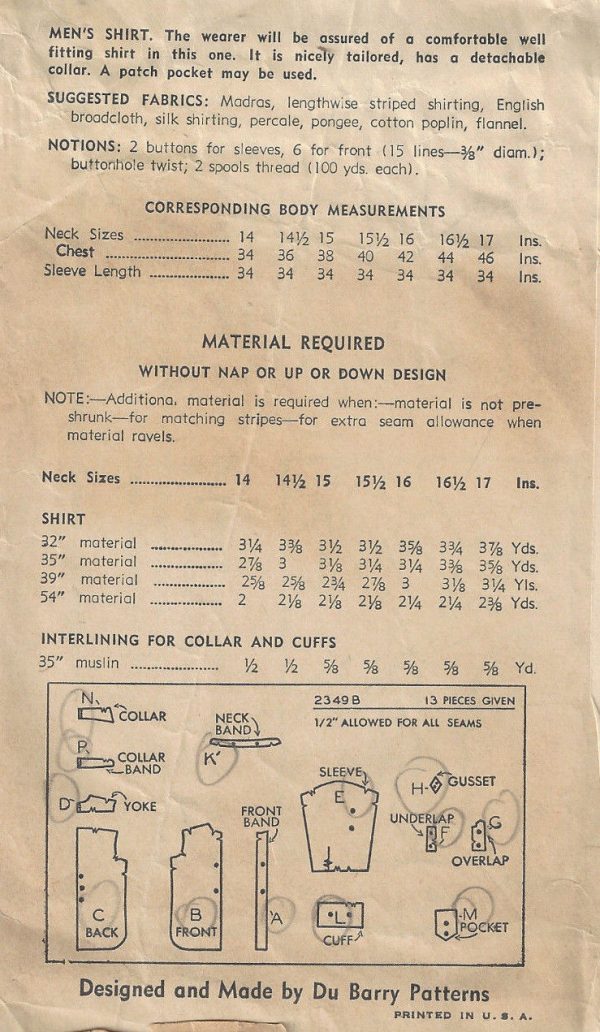 MEN'S SHIRT. The wearer will be assured of a comfortable well
fitting shirt in this one. It is nicely tailored, has a detachable
collar. A patch pocket may be used.
SUGGESTED FABRICS: Madras, lengthwise striped shirting, English
broadcloth, silk shirting, percale, pongee, cotton poplin, flannel.
NOTIONS: 2 buttons for sleeves, 6 for front (15 lines—⅜" diam.);
buttonhole twist; 2 spools thread (100 yds. each).
CORRESPONDING BODY MEASUREMENTS
Neck Sizes ........................ 14 14½ 15 15½ 16 16½ 17 Ins.
Chest ................................ 34 36 38 40 42 44 46 Ins.
Sleeve Length .................... 34 34 34 34 34 34 34 Ins.
MATERIAL REQUIRED
WITHOUT NAP OR UP OR DOWN DESIGN
NOTE:—Additiona. material is required when:—material is not pre-
shrunk—for matching stripes—for extra seam allowance when
material ravels.
Neck Sizes ........................ 14 14½ 15 15½ 16 16½ 17 Ins.
SHIRT
32" material .................. 3¼ 3⅜ 3½ 3½ 3⅝ 3¾ 3⅞ Yds.
35" material .................. 2⅞ 3 3⅛ 3¼ 3¼ 3⅜ 3⅝ Yds.
39" material .................. 2⅝ 2⅝ 2¾ 2⅞ 3 3⅛ 3¼ Yls.
54" material .................. 2 2⅛ 2⅛ 2⅛ 2¼ 2¼ 2⅜ Yds.
INTERLINING FOR COLLAR AND CUFFS
35" muslin ...................... ½ ½ ⅝ ⅝ ⅝ ⅝ ⅝ Yd.
2349B 13 PIECES GIVEN
1/2" ALLOWED FOR ALL SEAMS
N
COLLAR
P
COLLAR
BAND
D
YOKE
NECK
BAND
K
SLEEVE
E
H
GUSSET
FRONT
BAND
UNDERLAP
F
G
OVERLAP
C
BACK
B
FRONT
A
L
CUFF
M
POCKET
Designed and Made by Du Barry Patterns
PRINTED IN U. S. A.